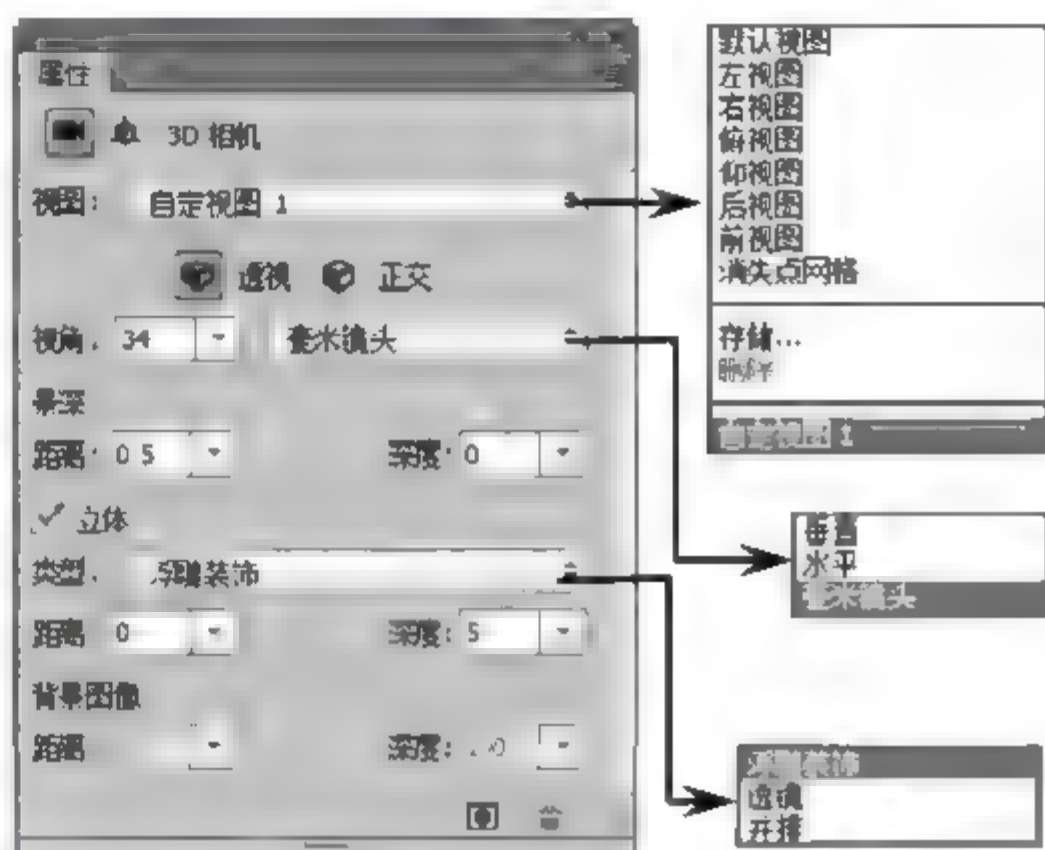 属性
3D 相机
视图: 自定视图 1
透视 正交
视角: 34 毫米镜头
景深
距离: 0.5 深度: 0
立体
类型: 浮雕装饰
距离 0 深度: 5
背景图像
距离 深度:
默认视图
左视图
右视图
俯视图
仰视图
后视图
前视图
消失点网格
存储...
自定视图 1
垂直
水平
毫米镜头
浮雕装饰
透镜
并排